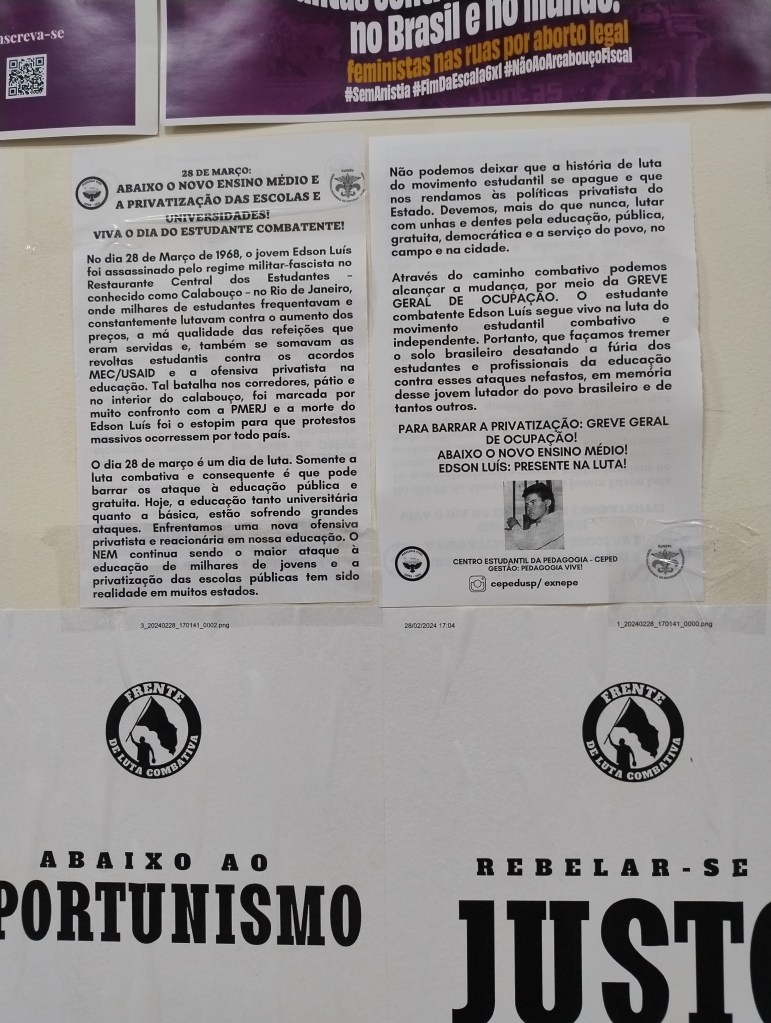 nscreva-se
no Brasil e no mundo.
feministas nas ruas por aborto legal
#SemAnistia #FimDaEscala6x1 #NãoAoArcabouçoFiscal
28 DE MARÇO:
ABAIXO O NOVO ENSINO MÉDIO E
A PRIVATIZAÇÃO DAS ESCOLAS E
UNIVERSIDADES!
VIVA O DIA DO ESTUDANTE COMBATENTE!
No dia 28 de Março de 1968, o jovem Edson Luís
foi assassinado pelo regime militar-fascista no
Restaurante Central dos Estudantes -
conhecido como Calabouço - no Rio de Janeiro,
onde milhares de estudantes frequentavam e
constantemente lutavam contra o aumento dos
preços, a má qualidade das refeições que
eram servidas e, também se somavam as
revoltas estudantis contra os acordos
MEC/USAID e a ofensiva privatista na
educação. Tal batalha nos corredores, pátio e
no interior do calabouço, foi marcada por
muito confronto com a PMERJ e a morte do
Edson Luís foi o estopim para que protestos
massivos ocorressem por todo país.
O dia 28 de março é um dia de luta. Somente a
luta combativa e consequente é que pode
barrar os ataque à educação pública e
gratuita. Hoje, a educação tanto universitária
quanto a básica, estão sofrendo grandes
ataques. Enfrentamos uma nova ofensiva
privatista e reacionária em nossa educação. O
NEM continua sendo o maior ataque à
educação de milhares de jovens e a
privatização das escolas públicas tem sido
realidade em muitos estados.
Não podemos deixar que a história de luta
do movimento estudantil se apague e que
nos rendamos às políticas privatista do
Estado. Devemos, mais do que nunca, lutar
com unhas e dentes pela educação, pública,
gratuita, democrática e a serviço do povo, no
campo e na cidade.
Através do caminho combativo podemos
alcançar a mudança, por meio da GREVE
GERAL DE OCUPAÇÃO. O estudante
combatente Edson Luís segue vivo na luta do
movimento estudantil combativo e
independente. Portanto, que façamos tremer
o solo brasileiro desatando a fúria dos
estudantes e profissionais da educação
contra esses ataques nefastos, em memória
desse jovem lutador do povo brasileiro e de
tantos outros.
PARA BARRAR A PRIVATIZAÇÃO: GREVE GERAL
DE OCUPAÇÃO!
ABAIXO O NOVO ENSINO MÉDIO!
EDSON LUÍS: PRESENTE NA LUTA!
CENTRO ESTUDANTIL DA PEDAGOGIA - CEPED
GESTÃO: PEDAGOGIA VIVE!
cepedusp/ exnepe
3_20240228_170141_0002.png
28/02/2024 17:04
1_20240228_170141_0000.png
FRENTE
DE LUTA COMBATIVA
ABAIXO AO
PORTUNISMO
FRENTE
DE LUTA COMBATIVA
REBELAR-SE
JUSTO